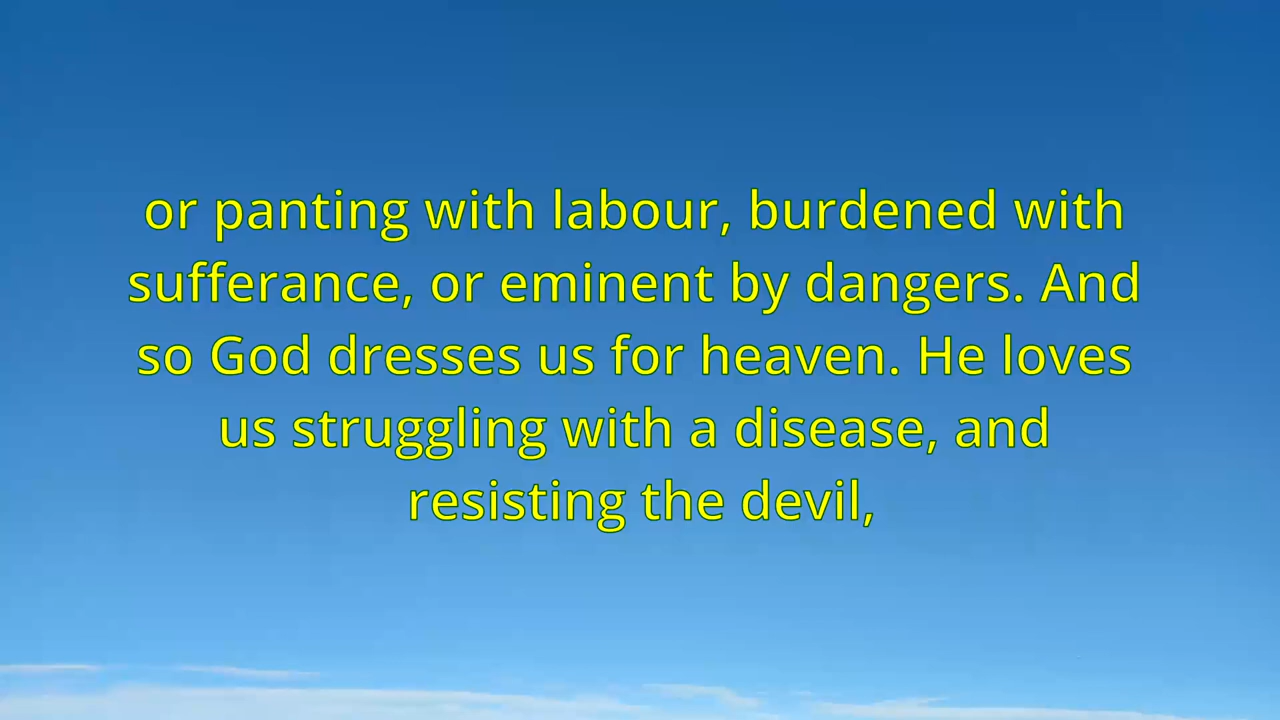 or panting with labour, burdened with
sufferance, or eminent by dangers. And
so God dresses us for heaven. He loves
us struggling with a disease, and
resisting the devil,